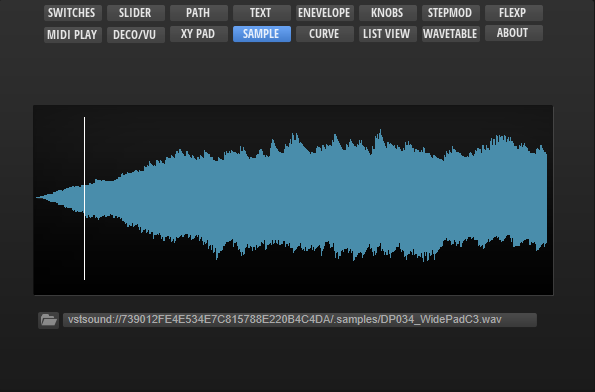 SWITCHES SLIDER PATH TEXT ENEVELOPE KNOBS STEPMOD FLEXP
MIDI PLAY DECO/VU XY PAD SAMPLE CURVE LIST VIEW WAVETABLE ABOUT
vstsound://739012FE4E534E7C815788E220B4C4DA/.samples/DP034_WidePadC3.wav